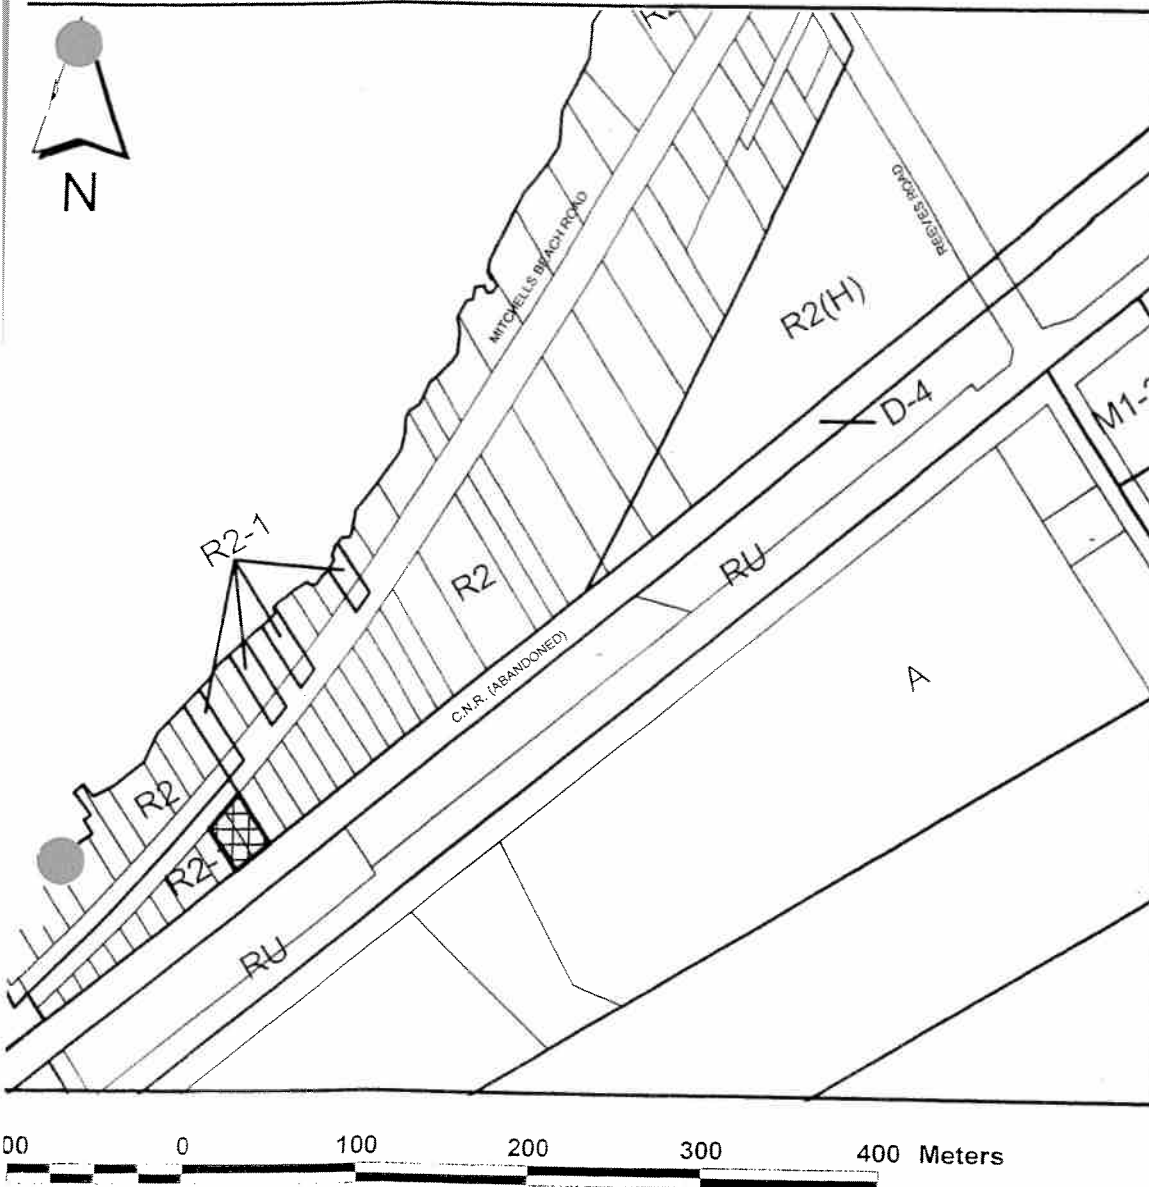 N
MITCHELLS BEACH ROAD
REEVES ROAD
R2(H)
D-4
R2-1
R2
RU
C.N.R. (ABANDONED)
A
R2
R2-
RU
00 0 100 200 300 400 Meters